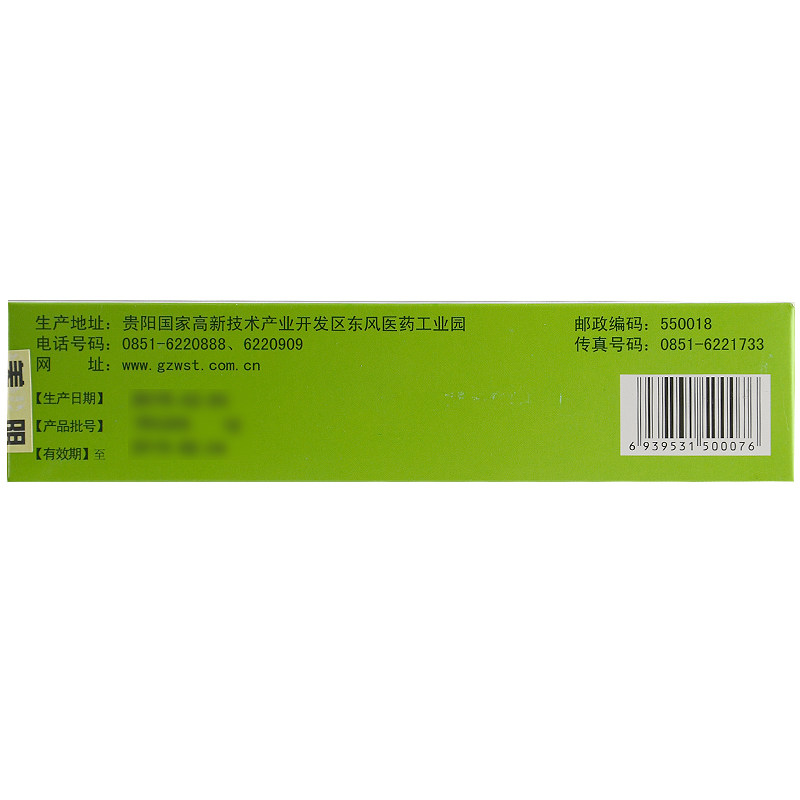 生产地址：贵阳国家高新技术产业开发区东风医药工业园 邮政编码：550018
电话号码：0851-6220888、6220909 传真号码：0851-6221733
网　　址：www.gzwst.com.cn
【生产日期】
【产品批号】
【有效期】至
6 939531 500076